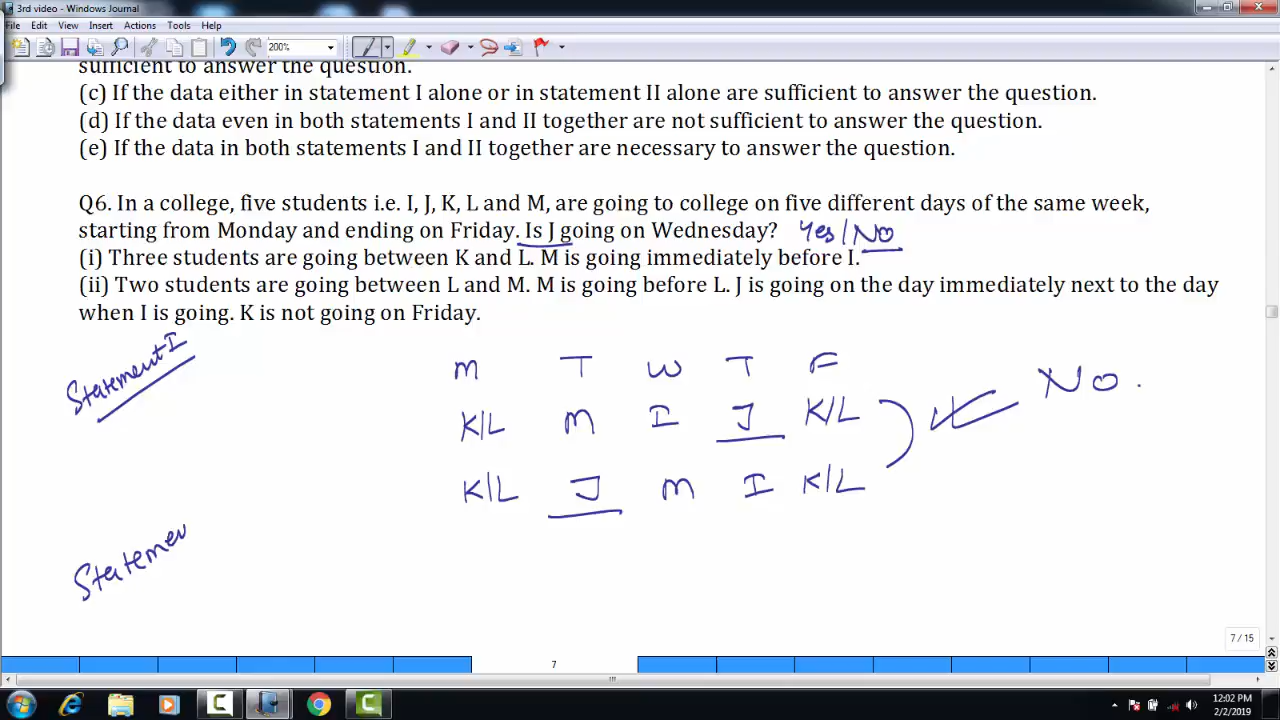 3rd video - Windows Journal
File Edit View Insert Actions Tools Help
200%
sufficient to answer the question.
(c) If the data either in statement I alone or in statement II alone are sufficient to answer the question.
(d) If the data even in both statements I and II together are not sufficient to answer the question.
(e) If the data in both statements I and II together are necessary to answer the question.
Q6. In a college, five students i.e. I, J, K, L and M, are going to college on five different days of the same week,
starting from Monday and ending on Friday. Is J going on Wednesday? Yes/No
(i) Three students are going between K and L. M is going immediately before I.
(ii) Two students are going between L and M. M is going before L. J is going on the day immediately next to the day
when I is going. K is not going on Friday.
Statement I
M T W T F
K/L M I J K/L No.
K/L J M I K/L
Statemen
7 / 15
7
12:02 PM
2/2/2019